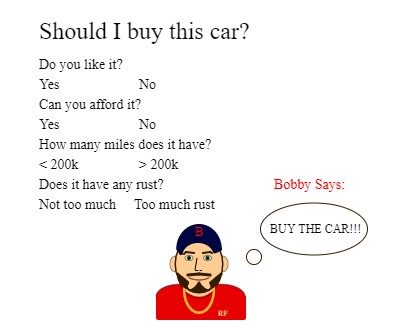 Should I buy this car?
Do you like it?
Yes No
Can you afford it?
Yes No
How many miles does it have?
< 200k > 200k
Does it have any rust?
Not too much Too much rust
Bobby Says:
BUY THE CAR!!!
B
RF